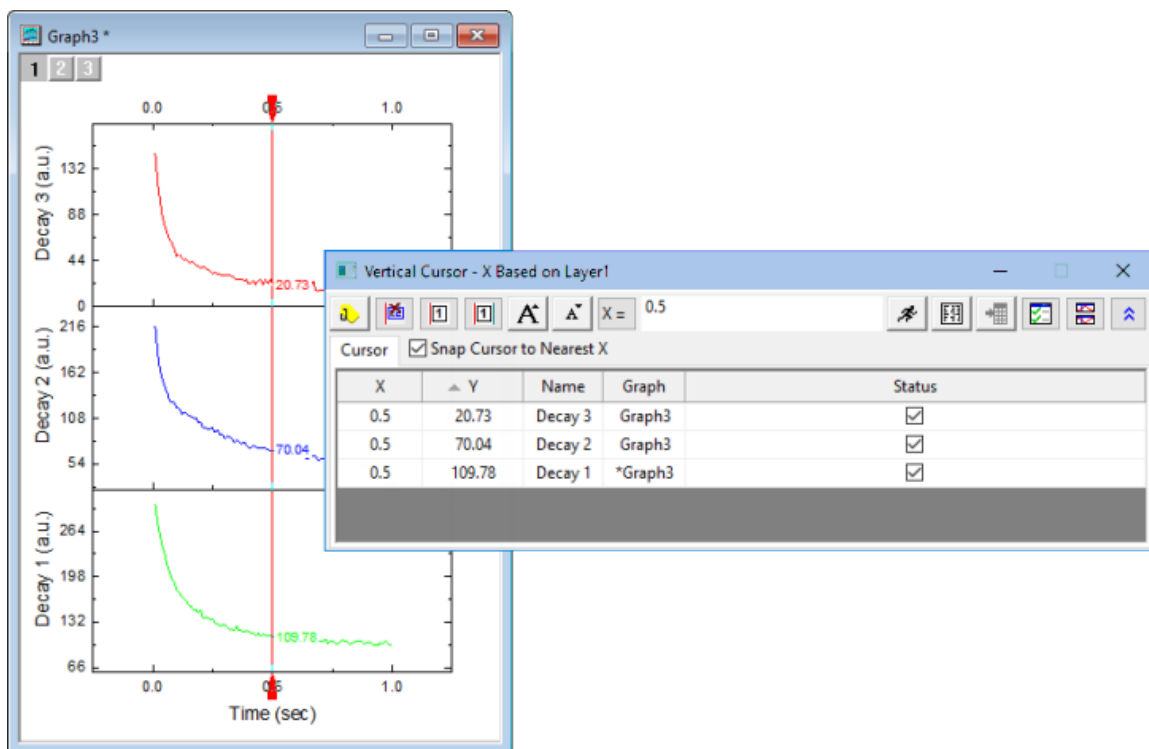 Graph3 *
1 2 3
0.0 0.5 1.0
Decay 3 (a.u.)
132
88
44
0
20.73
Decay 2 (a.u.)
216
162
108
54
70.04
Decay 1 (a.u.)
264
198
132
66
109.78
0.0 0.5 1.0
Time (sec)
Vertical Cursor - X Based on Layer1
A A X = 0.5
Cursor Snap Cursor to Nearest X
X Y Name Graph Status
0.5 20.73 Decay 3 Graph3
0.5 70.04 Decay 2 Graph3
0.5 109.78 Decay 1 *Graph3